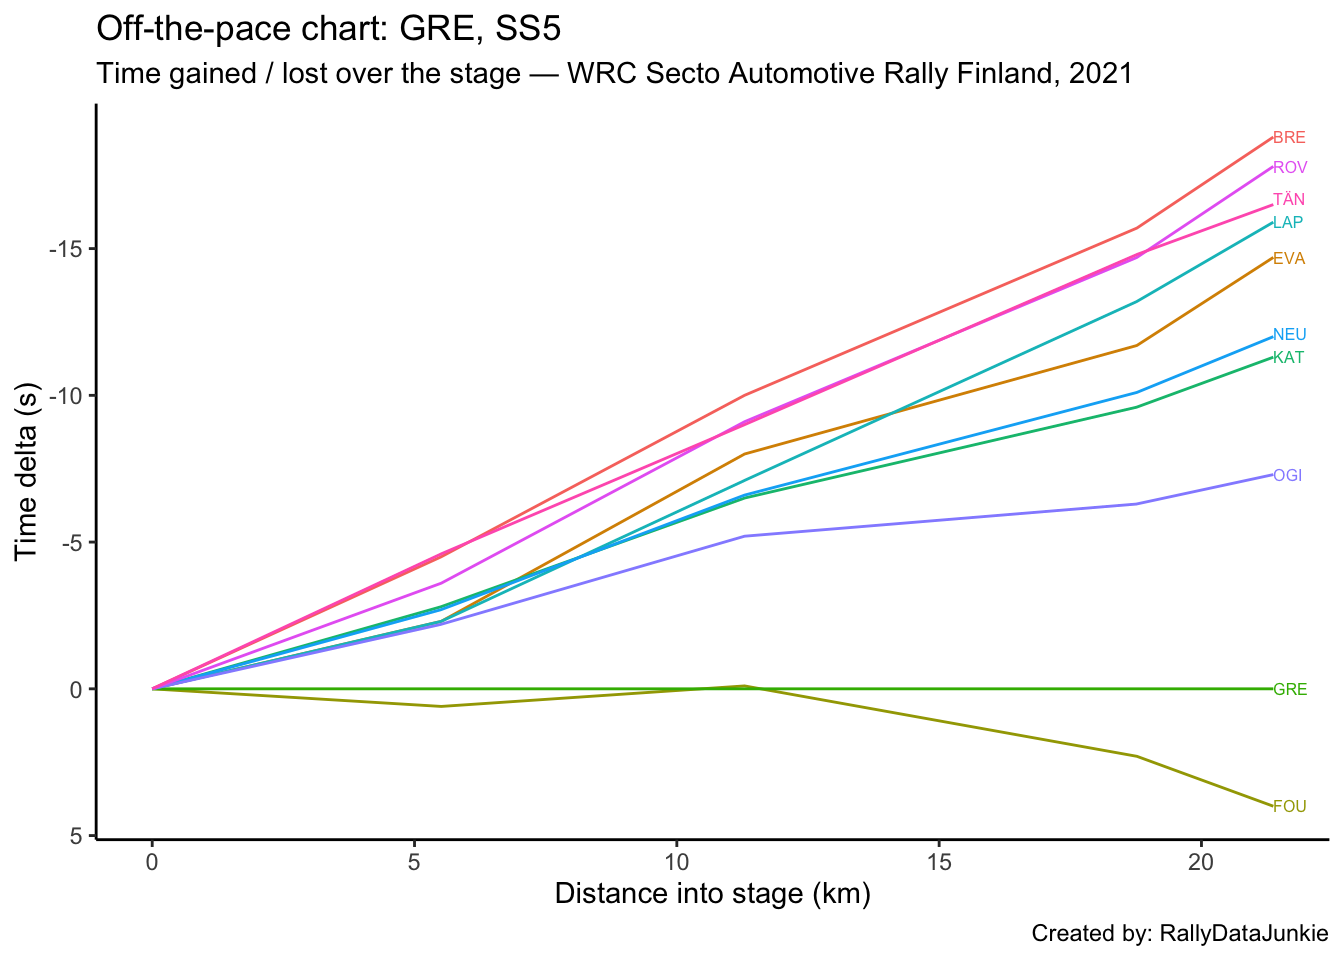 Off-the-pace chart: GRE, SS5
Time gained / lost over the stage — WRC Secto Automotive Rally Finland, 2021
BRE
ROV
TÄN
LAP
EVA
NEU
KAT
OGI
GRE
FOU
-15
-10
-5
0
5
Time delta (s)
0 5 10 15 20
Distance into stage (km)
Created by: RallyDataJunkie